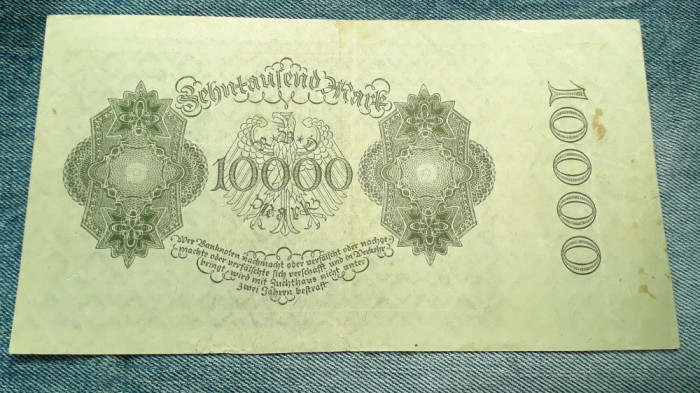 Zehntausend Mark
R B D
10000
Mark
Wer Banknoten nachmacht oder verfälscht oder nachge-
machte oder verfälschte sich verschafft und in Verkehr
bringt, wird mit Zuchthaus nicht unter
zwei Jahren bestraft
10000